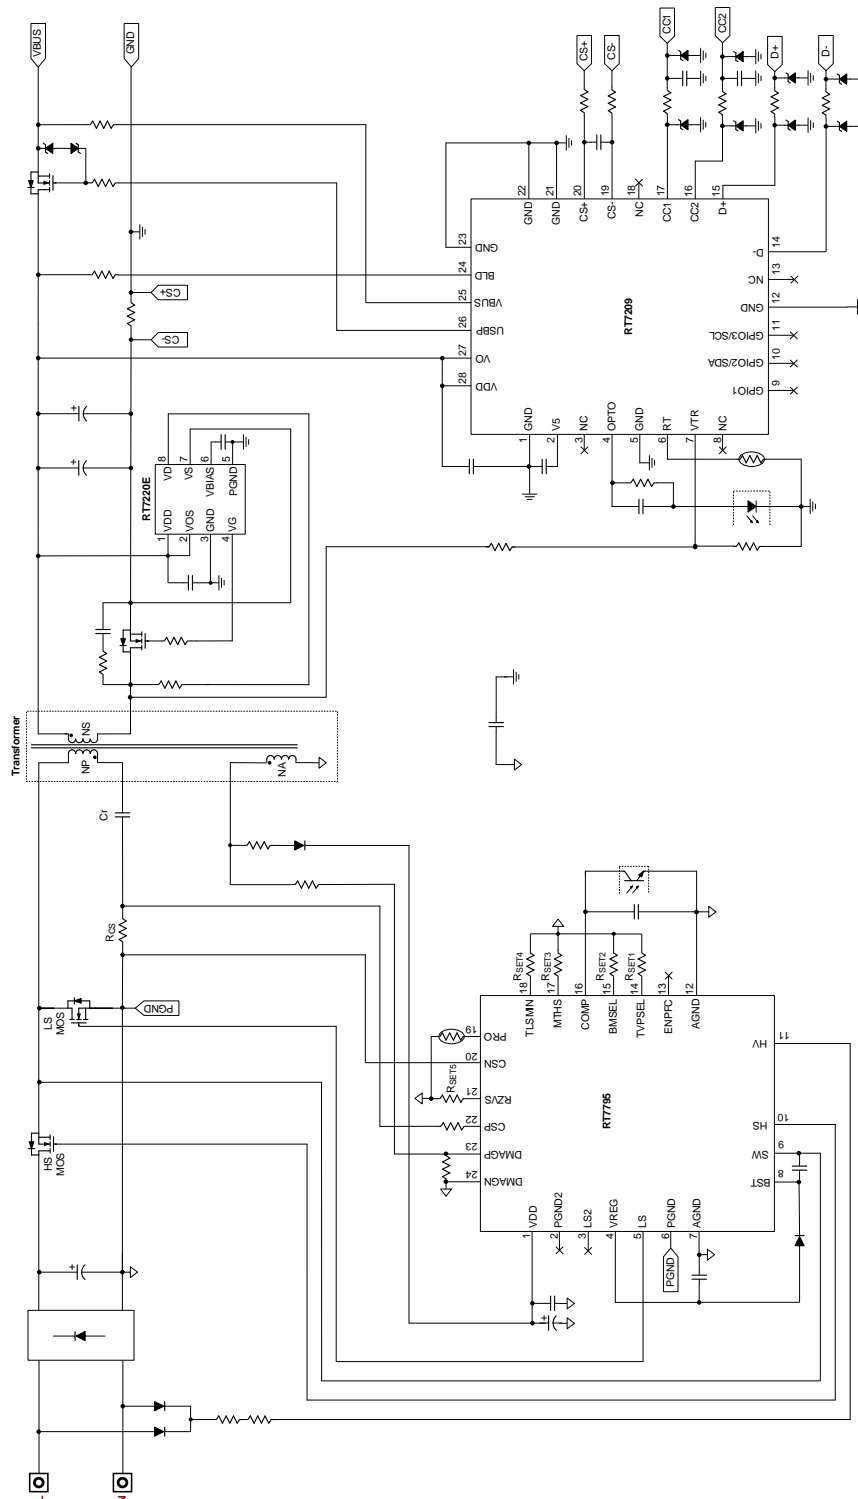 VBUS
GND
CS+
CS-
CC1
CC2
D+
D-
22
21
20
19
18
17
16
15
GND
GND
CS+
CS-
NC
CC1
CC2
D+
23 GND
24 BLD
25 VBUS
26 USBP
27 VO
28 VDD
RT7209
D- 14
NC 13
GND 12
GPIO3/SCL 11
GPIO2/SDA 10
GPIO1 9
GND
V5
NC
OPTO
GND
RT
VTR
NC
1
2
3
4
5
6
7
8
CS+
CS-
RT7220E
8
7
6
5
VD
VS
VBIAS
PGND
VDD
VOS
GND
VG
1
2
3
4
Transformer
NS
NP
NA
Cr
RCS
LS
MOS
PGND
HS
MOS
RSET4
RSET3
RSET2
RSET1
18
17
16
15
14
13
12
TLSMIN
MTHS
COMP
BMSEL
TVPSEL
ENPFC
AGND
19 PRO
20 CSN
RSET5
21 RZVS
22 CSP
23 DMAGP
24 DMAGN
RT7795
HV 11
HS 10
SW 9
BST 8
VDD
PGND2
LS2
VREG
LS
PGND
AGND
1
2
3
4
5
6
7
PGND